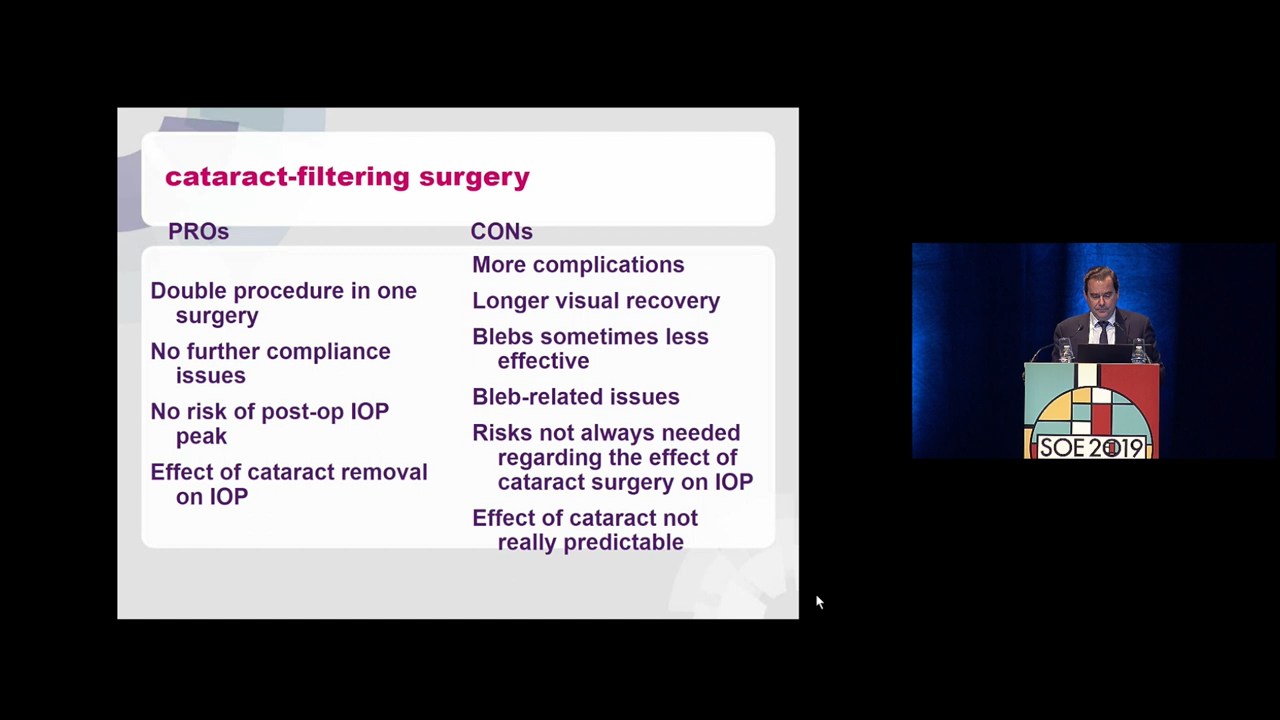 cataract-filtering surgery
PROs
Double procedure in one
surgery
No further compliance
issues
No risk of post-op IOP
peak
Effect of cataract removal
on IOP
CONs
More complications
Longer visual recovery
Blebs sometimes less
effective
Bleb-related issues
Risks not always needed
regarding the effect of
cataract surgery on IOP
Effect of cataract not
really predictable
SOE 2019